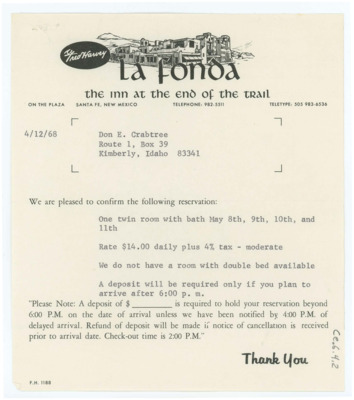 Fred Harvey
La Fonda
the inn at the end of the trail
ON THE PLAZA SANTA FE, NEW MEXICO TELEPHONE: 982-5511 TELETYPE: 505 983-6536
4/12/68
Don E. Crabtree
Route 1, Box 39
Kimberly, Idaho 83341
We are pleased to confirm the following reservation:
One twin room with bath May 8th, 9th, 10th, and
11th
Rate $14.00 daily plus 4% tax - moderate
We do not have a room with double bed available
A deposit will be required only if you plan to
arrive after 6:00 p. m.
"Please Note: A deposit of $ __________ is required to hold your reservation beyond
6:00 P.M. on the date of arrival unless we have been notified by 4:00 P.M. of
delayed arrival. Refund of deposit will be made if notice of cancellation is received
prior to arrival date. Check-out time is 2:00 P.M."
Thank You
F.H. 1188